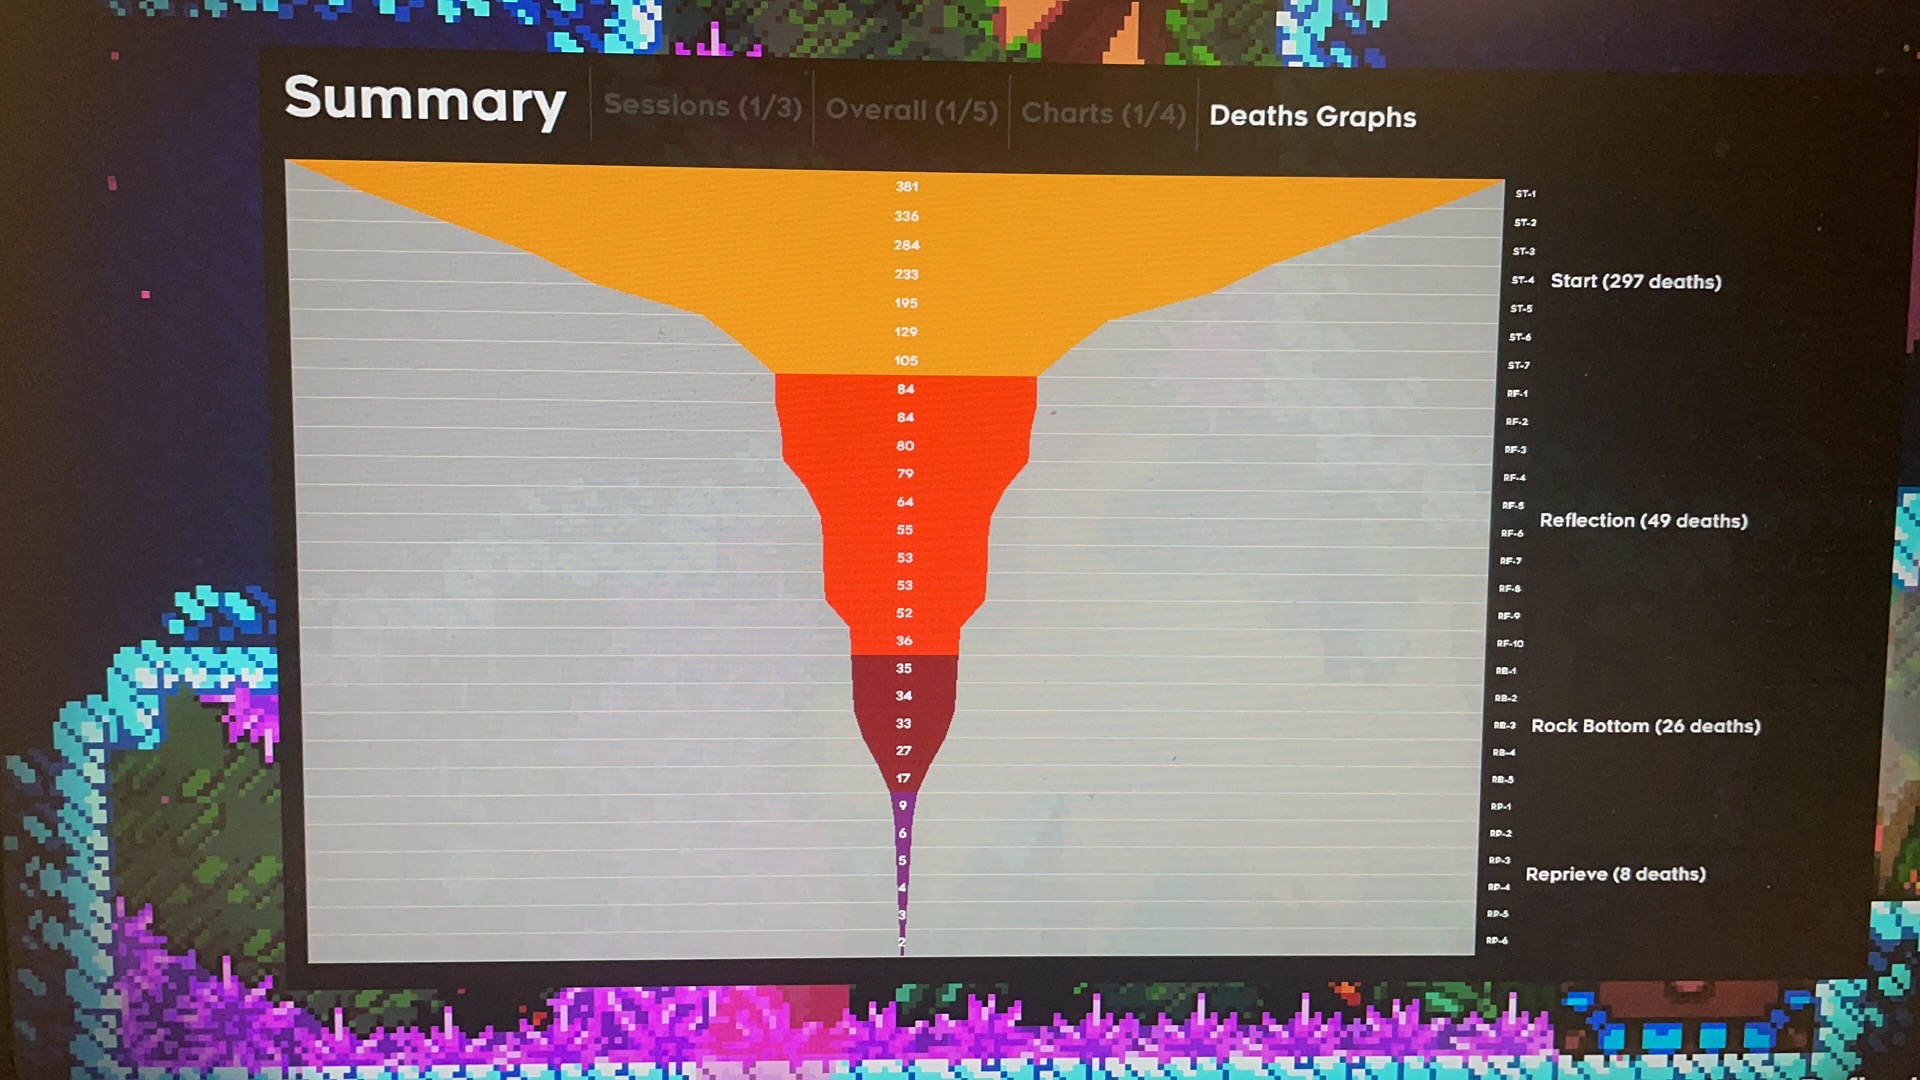 Summary
Sessions (1/3)
Overall (1/5)
Charts (1/4)
Deaths Graphs
381 ST-1
336 ST-2
284 ST-3
233 ST-4
Start (297 deaths)
195 ST-5
129 ST-6
105 ST-7
84 RF-1
84 RF-2
80 RF-3
79 RF-4
64 RF-5
Reflection (49 deaths)
55 RF-6
53 RF-7
53 RF-8
52 RF-9
36 RF-10
35 RB-1
34 RB-2
33 RB-3
Rock Bottom (26 deaths)
27 RB-4
17 RB-5
9 RP-1
6 RP-2
5 RP-3
Reprieve (8 deaths)
4 RP-4
3 RP-5
2 RP-6